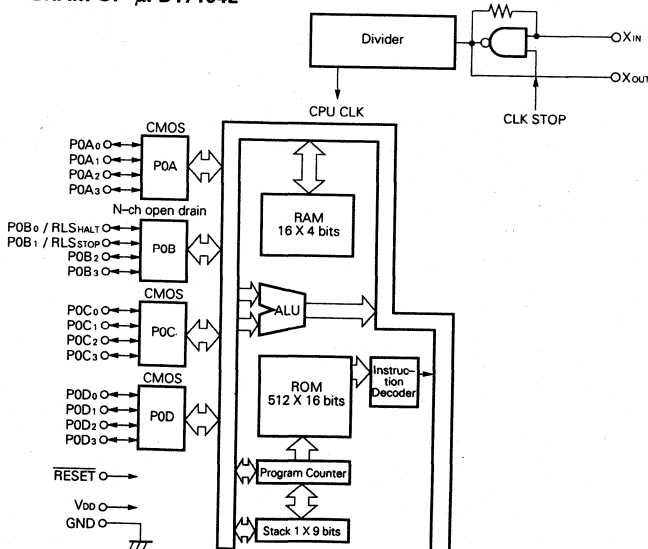 Divider
XIN
XOUT
CPU CLK
CLK STOP
CMOS
P0A0
P0A1
P0A2
P0A3
P0A
N-ch open drain
P0B0 / RLSHALT
P0B1 / RLSSTOP
P0B2
P0B3
P0B
RAM
16 X 4 bits
CMOS
P0C0
P0C1
P0C2
P0C3
P0C
ALU
CMOS
P0D0
P0D1
P0D2
P0D3
P0D
ROM
512 X 16 bits
Instruc-
tion
Decoder
RESET
Program Counter
VDD
GND
Stack 1 X 9 bits